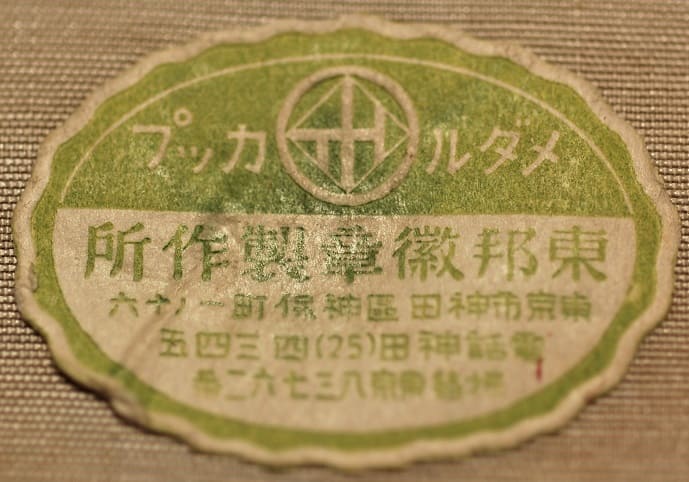 メダル カップ
東邦徽章製作所
東京市神田區神保町一ノ十六
電話神田(25)四三四五
振替東京八三七六二番